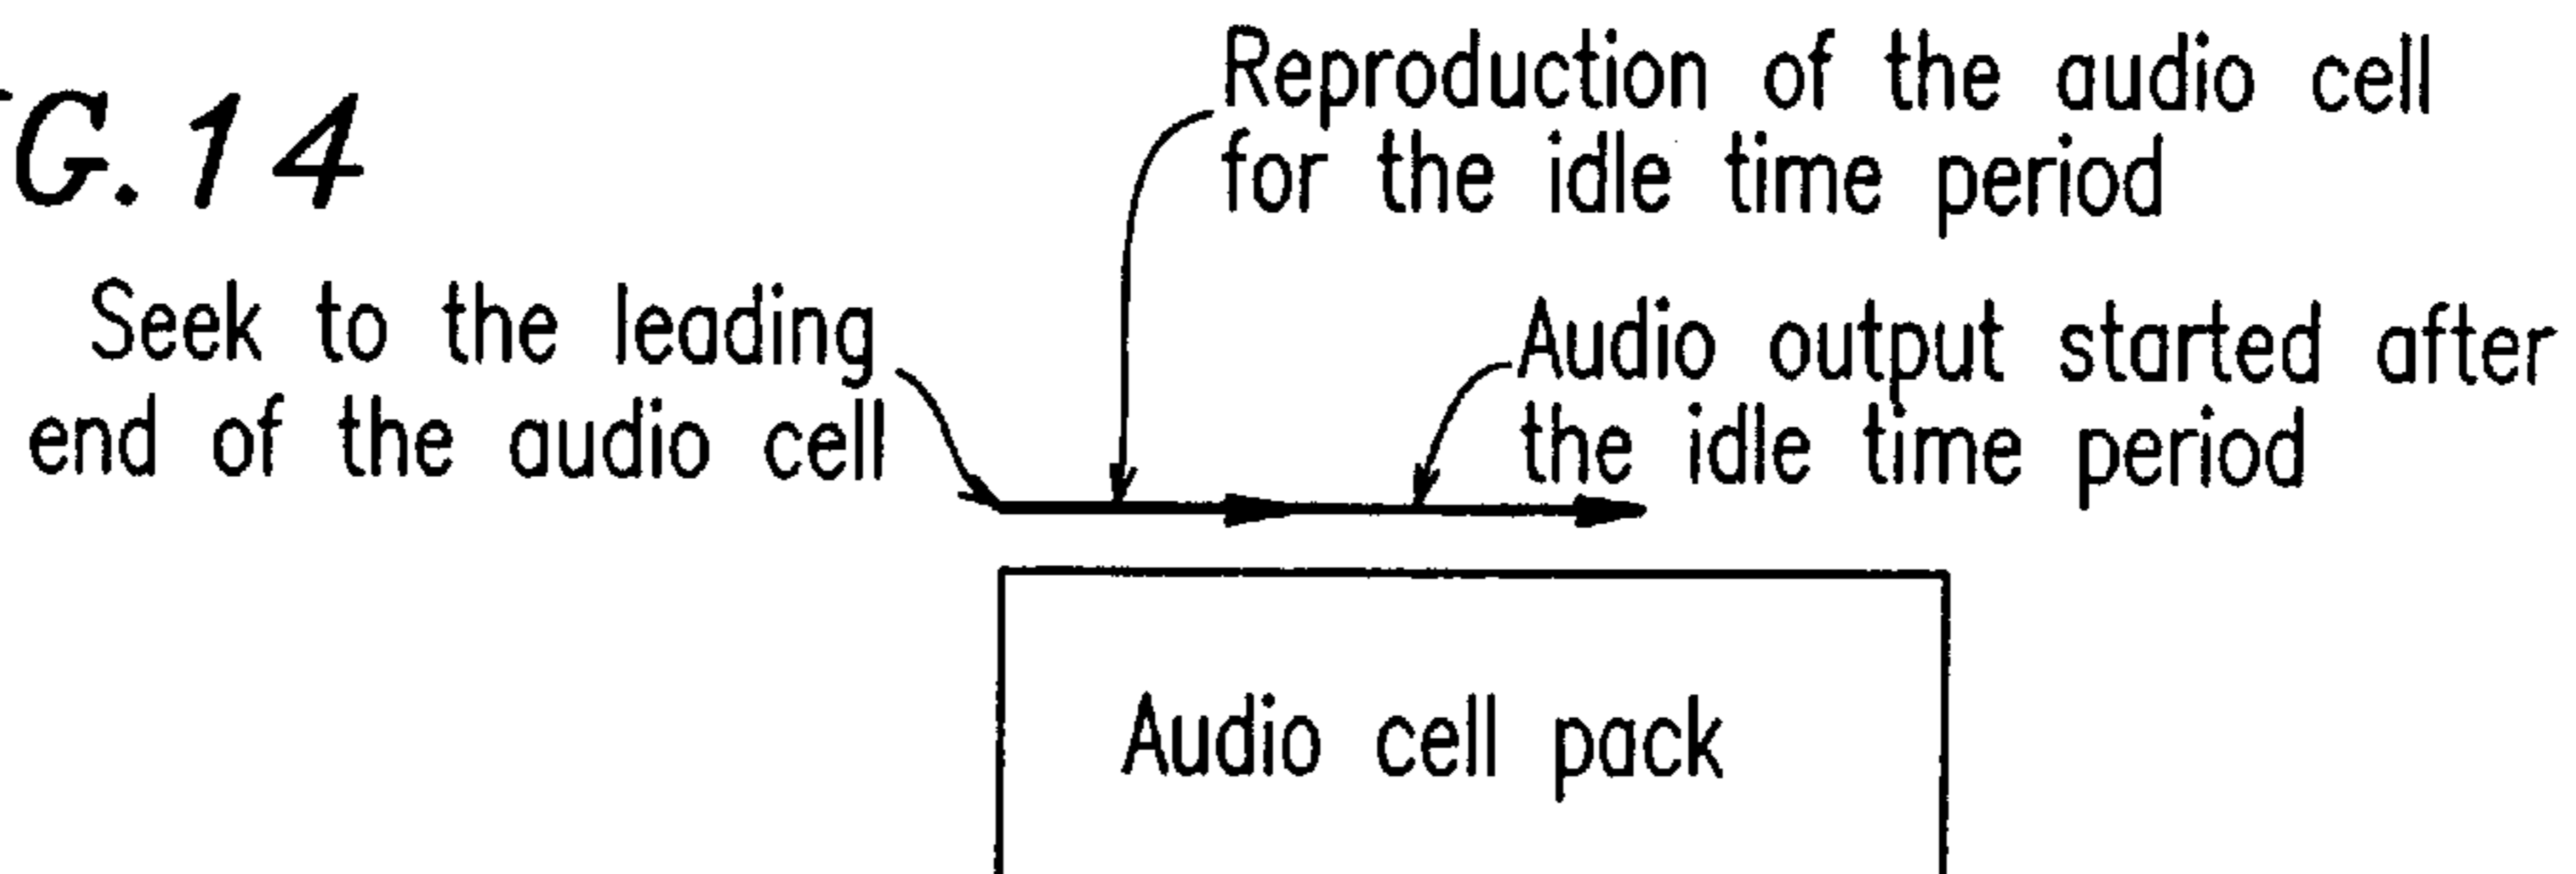 G.14
Reproduction of the audio cell
for the idle time period
Seek to the leading
end of the audio cell
Audio output started after
the idle time period
Audio cell pack